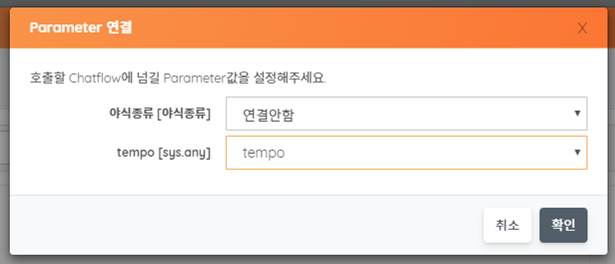 Parameter 연결 X
호출할 Chatflow에 넘길 Parameter값을 설정해주세요.
야식종류 [야식종류] 연결안함
tempo [sys.any] tempo
취소 확인